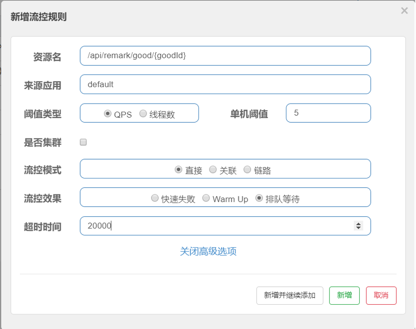 新增流控规则
×
资源名 /api/remark/good/{goodId}
来源应用 default
阈值类型 QPS 线程数 单机阈值 5
是否集群
流控模式 直接 关联 链路
流控效果 快速失败 Warm Up 排队等待
超时时间 20000
关闭高级选项
新增并继续添加 新增 取消